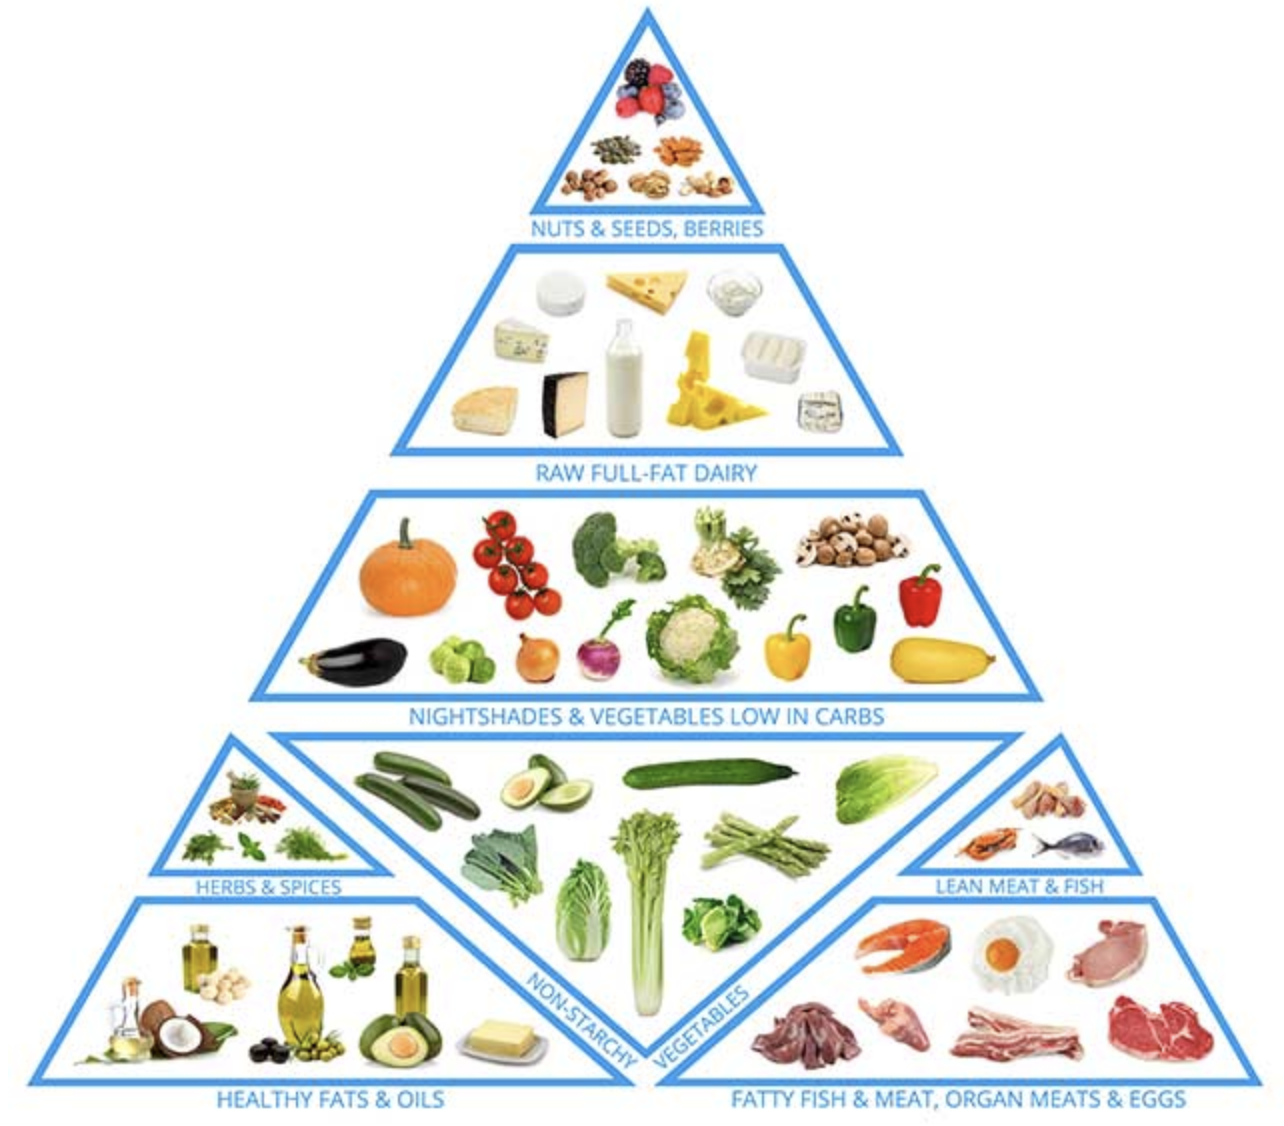 NUTS & SEEDS, BERRIES
RAW FULL-FAT DAIRY
NIGHTSHADES & VEGETABLES LOW IN CARBS
HERBS & SPICES
LEAN MEAT & FISH
NON-STARCHY VEGETABLES
HEALTHY FATS & OILS
FATTY FISH & MEAT, ORGAN MEATS & EGGS